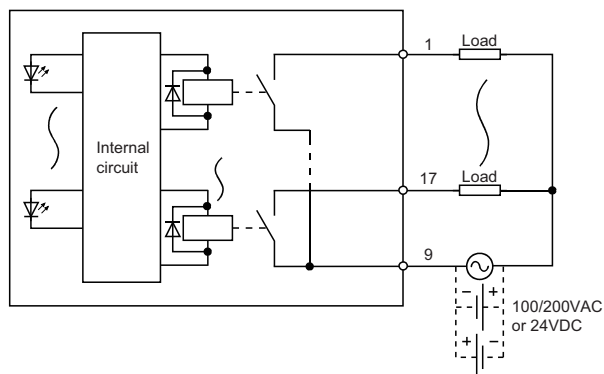 1
Load
Internal
circuit
17
Load
9
– +
100/200VAC
or 24VDC
+ –